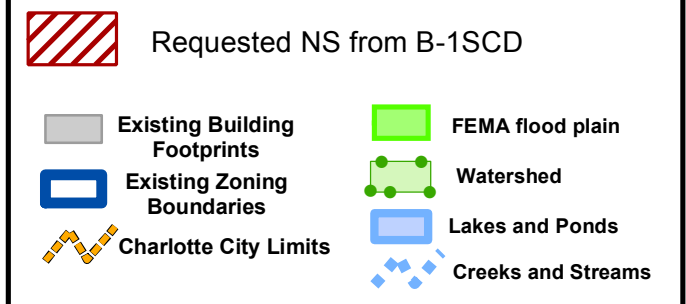 Requested NS from B-1SCD
Existing Building
Footprints
Existing Zoning
Boundaries
Charlotte City Limits
FEMA flood plain
Watershed
Lakes and Ponds
Creeks and Streams